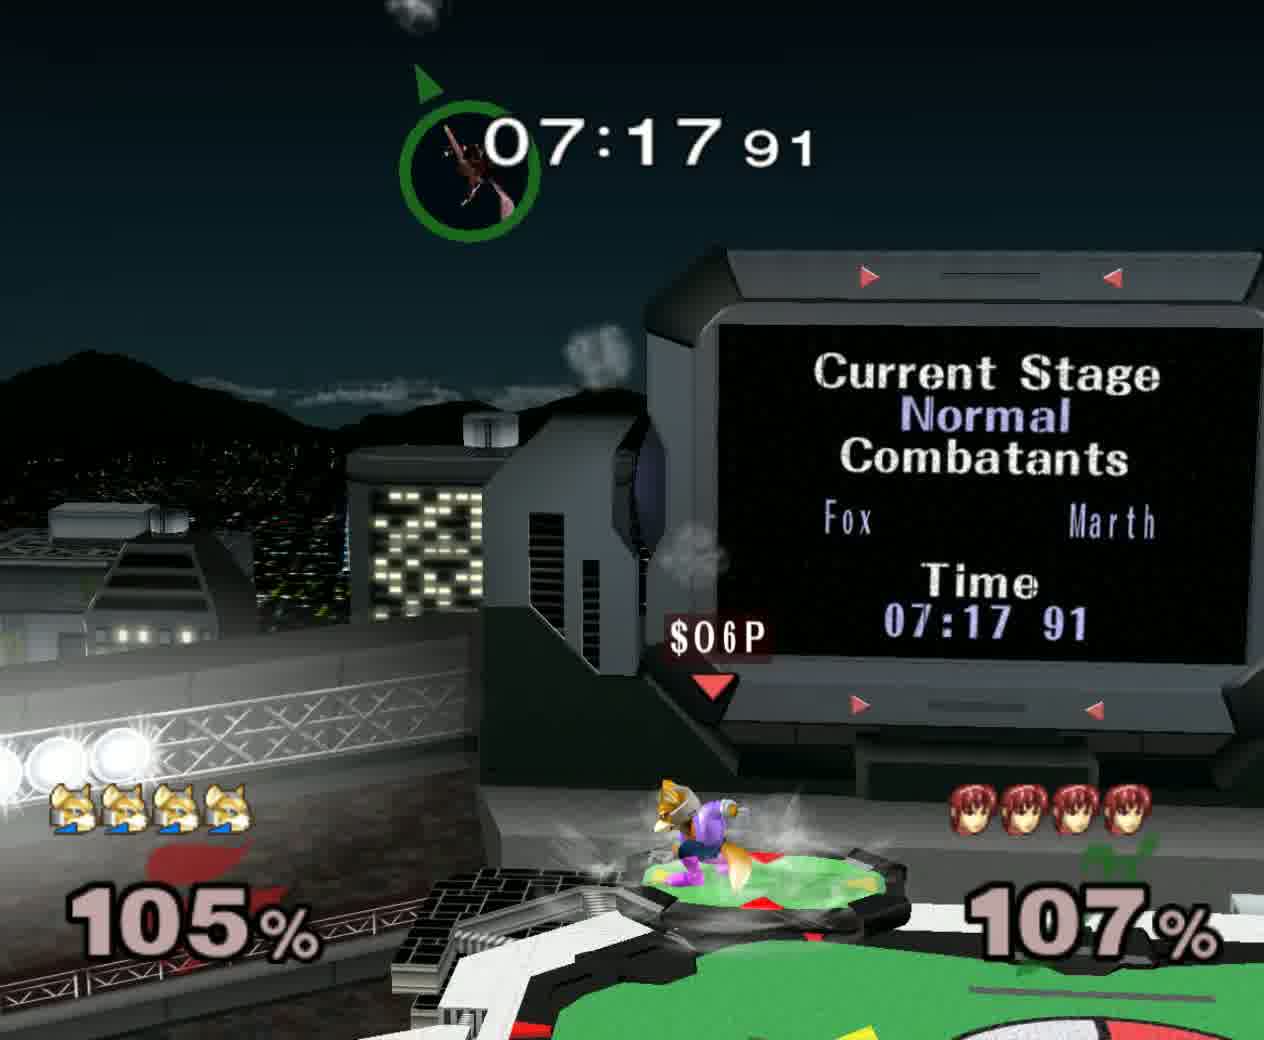 07:17 91
Current Stage
Normal
Combatants
Fox Marth
Time
07:17 91
$06P
105%
107%